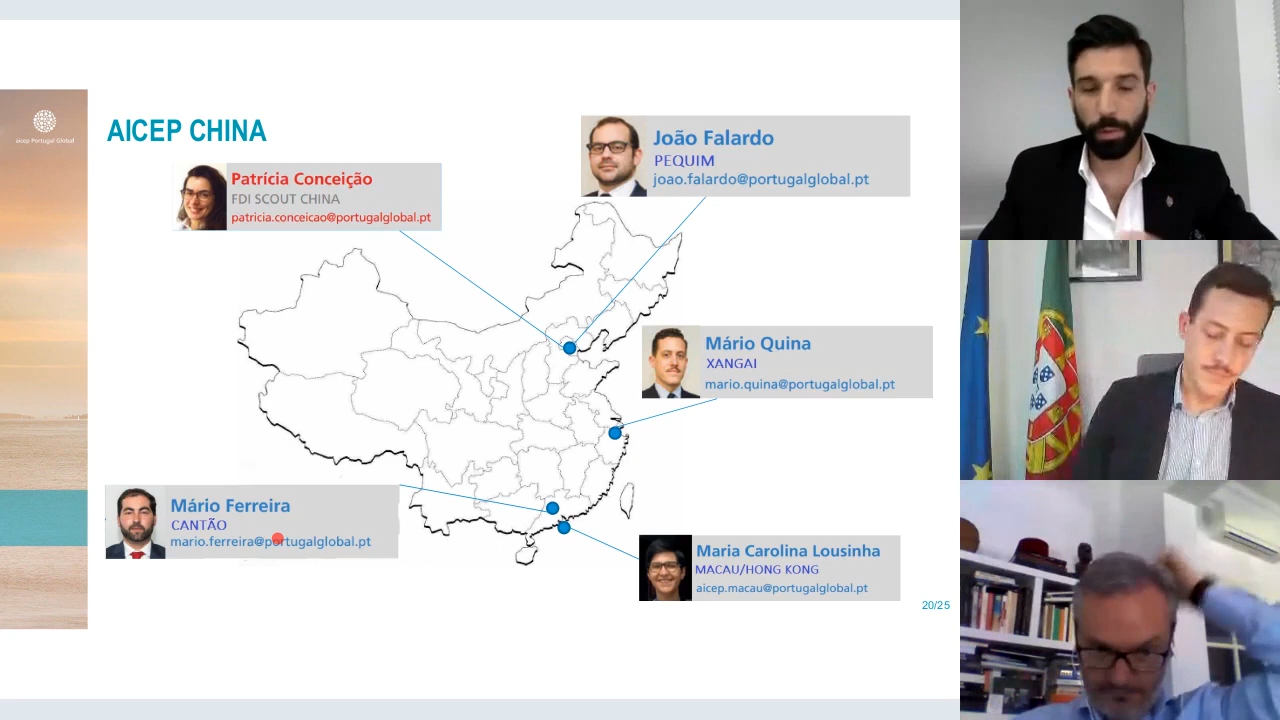 aicep Portugal Global
AICEP CHINA
João Falardo
PEQUIM
joao.falardo@portugalglobal.pt
Patrícia Conceição
FDI SCOUT CHINA
patricia.conceicao@portugalglobal.pt
Mário Quina
XANGAI
mario.quina@portugalglobal.pt
Mário Ferreira
CANTÃO
mario.ferreira@portugalglobal.pt
Maria Carolina Lousinha
MACAU/HONG KONG
aicep.macau@portugalglobal.pt
20/25